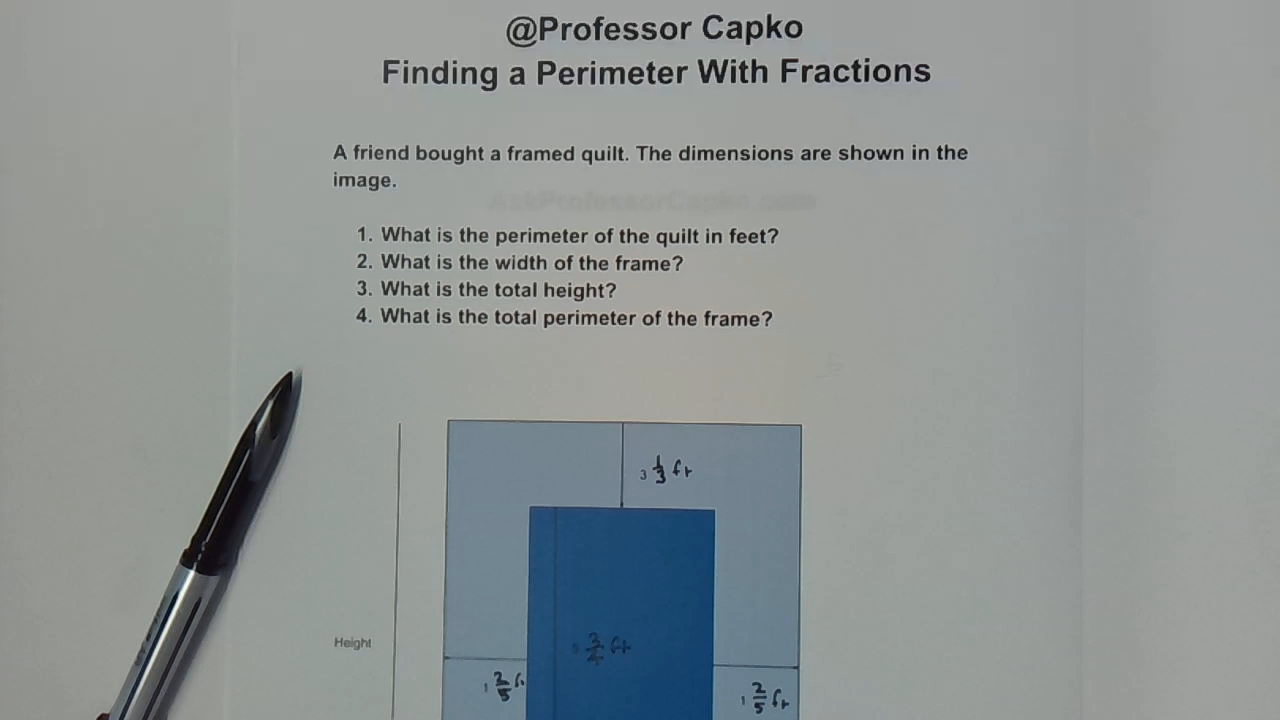 @Professor Capko
Finding a Perimeter With Fractions
A friend bought a framed quilt. The dimensions are shown in the
image.
AskProfessorCapko.com
1. What is the perimeter of the quilt in feet?
2. What is the width of the frame?
3. What is the total height?
4. What is the total perimeter of the frame?
3 1/3 ft
Height
3/4 ft
1 2/5 f
1 2/5 ft